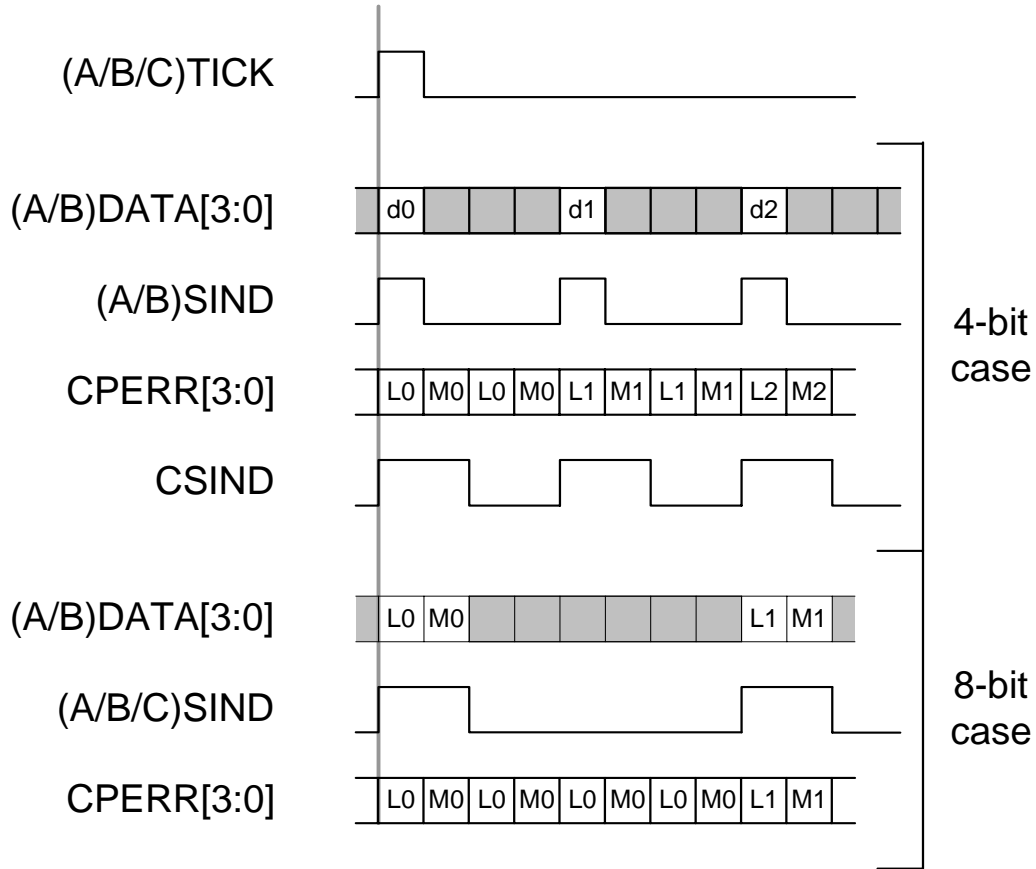 (A/B/C)TICK
(A/B)DATA[3:0] d0 d1 d2
(A/B)SIND
CPERR[3:0] L0 M0 L0 M0 L1 M1 L1 M1 L2 M2
CSIND
4-bit
case
(A/B)DATA[3:0] L0 M0 L1 M1
(A/B/C)SIND
CPERR[3:0] L0 M0 L0 M0 L0 M0 L0 M0 L1 M1
8-bit
case